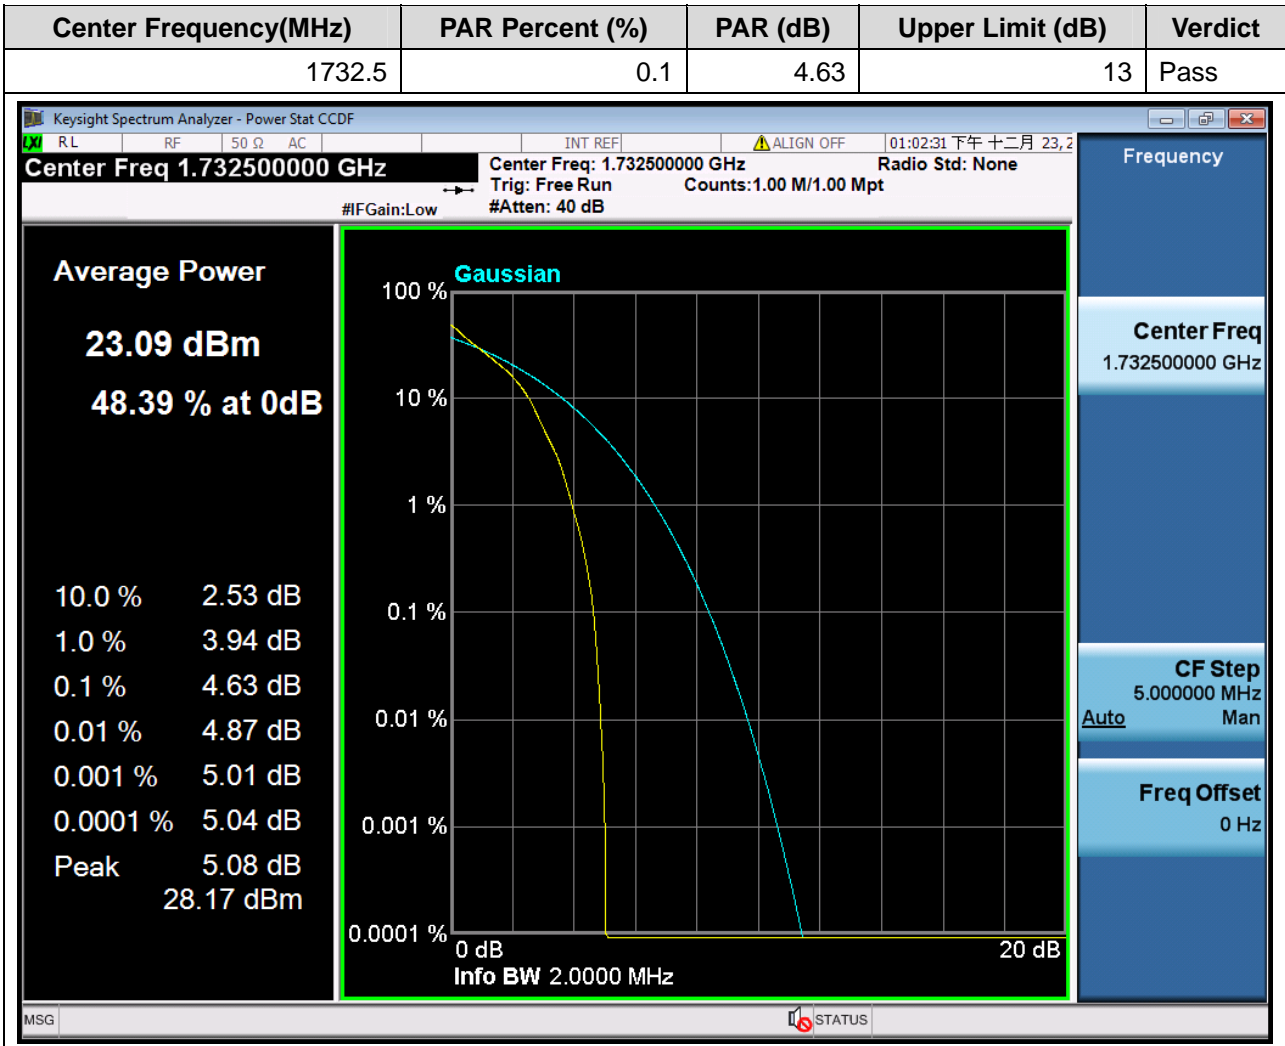 Center Frequency(MHz) PAR Percent (%) PAR (dB) Upper Limit (dB) Verdict
1732.5 0.1 4.63 13 Pass
Keysight Spectrum Analyzer - Power Stat CCDF
LXI RL RF 50 Ω AC INT REF ALIGN OFF 01:02:31 下午 十二月 23, 2
Center Freq 1.732500000 GHz
Center Freq: 1.732500000 GHz Radio Std: None
Trig: Free Run Counts:1.00 M/1.00 Mpt
#IFGain:Low #Atten: 40 dB
Average Power
23.09 dBm
48.39 % at 0dB
10.0 % 2.53 dB
1.0 % 3.94 dB
0.1 % 4.63 dB
0.01 % 4.87 dB
0.001 % 5.01 dB
0.0001 % 5.04 dB
Peak 5.08 dB
28.17 dBm
Gaussian
100 %
10 %
1 %
0.1 %
0.01 %
0.001 %
0.0001 %
0 dB 20 dB
Info BW 2.0000 MHz
Frequency
Center Freq
1.732500000 GHz
CF Step
5.000000 MHz
Auto Man
Freq Offset
0 Hz
MSG STATUS